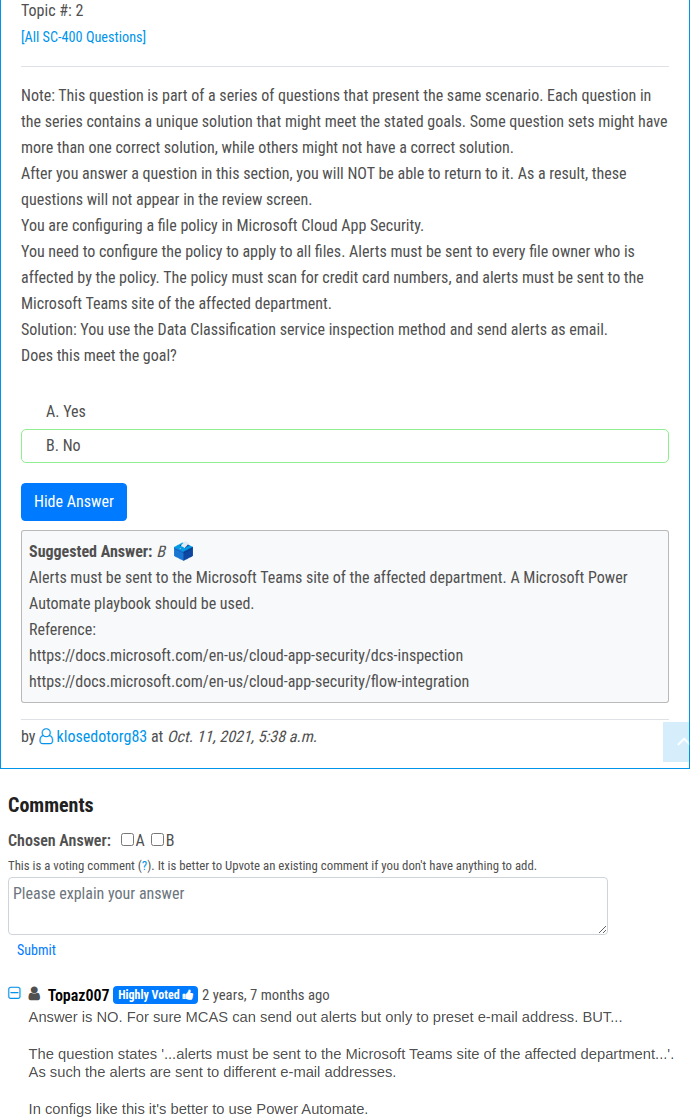 Topic #: 2
[All SC-400 Questions]
Note: This question is part of a series of questions that present the same scenario. Each question in
the series contains a unique solution that might meet the stated goals. Some question sets might have
more than one correct solution, while others might not have a correct solution.
After you answer a question in this section, you will NOT be able to return to it. As a result, these
questions will not appear in the review screen.
You are configuring a file policy in Microsoft Cloud App Security.
You need to configure the policy to apply to all files. Alerts must be sent to every file owner who is
affected by the policy. The policy must scan for credit card numbers, and alerts must be sent to the
Microsoft Teams site of the affected department.
Solution: You use the Data Classification service inspection method and send alerts as email.
Does this meet the goal?
A. Yes
B. No
Hide Answer
Suggested Answer: B
Alerts must be sent to the Microsoft Teams site of the affected department. A Microsoft Power
Automate playbook should be used.
Reference:
https://docs.microsoft.com/en-us/cloud-app-security/dcs-inspection
https://docs.microsoft.com/en-us/cloud-app-security/flow-integration
by klosedotorg83 at Oct. 11, 2021, 5:38 a.m.
Comments
Chosen Answer: A B
This is a voting comment (?). It is better to Upvote an existing comment if you don't have anything to add.
Please explain your answer
Submit
Topaz007 Highly Voted 2 years, 7 months ago
Answer is NO. For sure MCAS can send out alerts but only to preset e-mail address. BUT...
The question states '...alerts must be sent to the Microsoft Teams site of the affected department...'.
As such the alerts are sent to different e-mail addresses.
In configs like this it's better to use Power Automate.